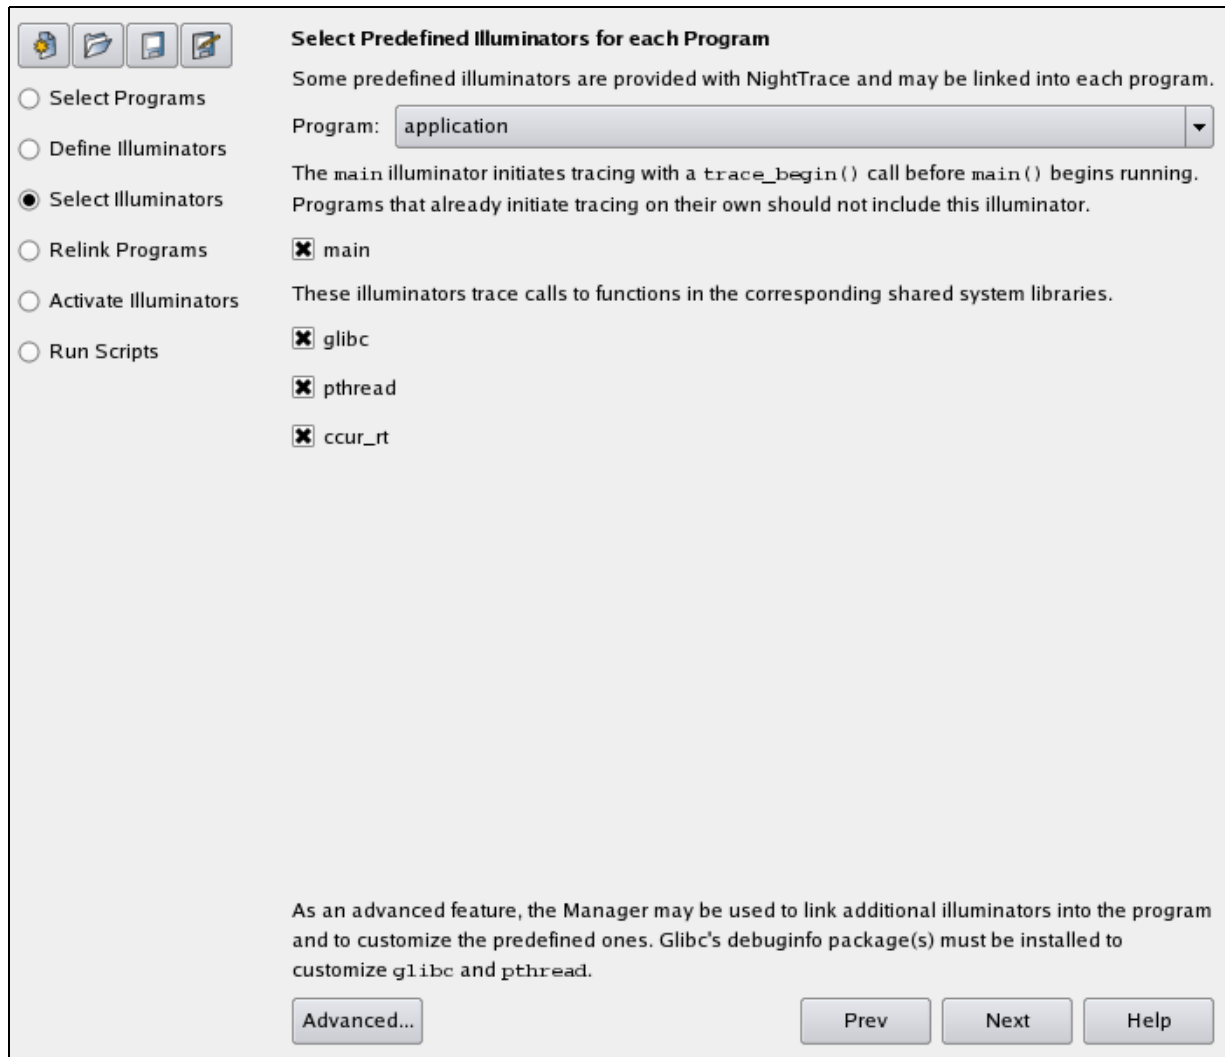 Select Programs
Define Illuminators
Select Illuminators
Relink Programs
Activate Illuminators
Run Scripts
Select Predefined Illuminators for each Program
Some predefined illuminators are provided with NightTrace and may be linked into each program.
Program: application
The main illuminator initiates tracing with a trace_begin() call before main() begins running.
Programs that already initiate tracing on their own should not include this illuminator.
main
These illuminators trace calls to functions in the corresponding shared system libraries.
glibc
pthread
ccur_rt
As an advanced feature, the Manager may be used to link additional illuminators into the program
and to customize the predefined ones. Glibc's debuginfo package(s) must be installed to
customize glibc and pthread.
Advanced... Prev Next Help